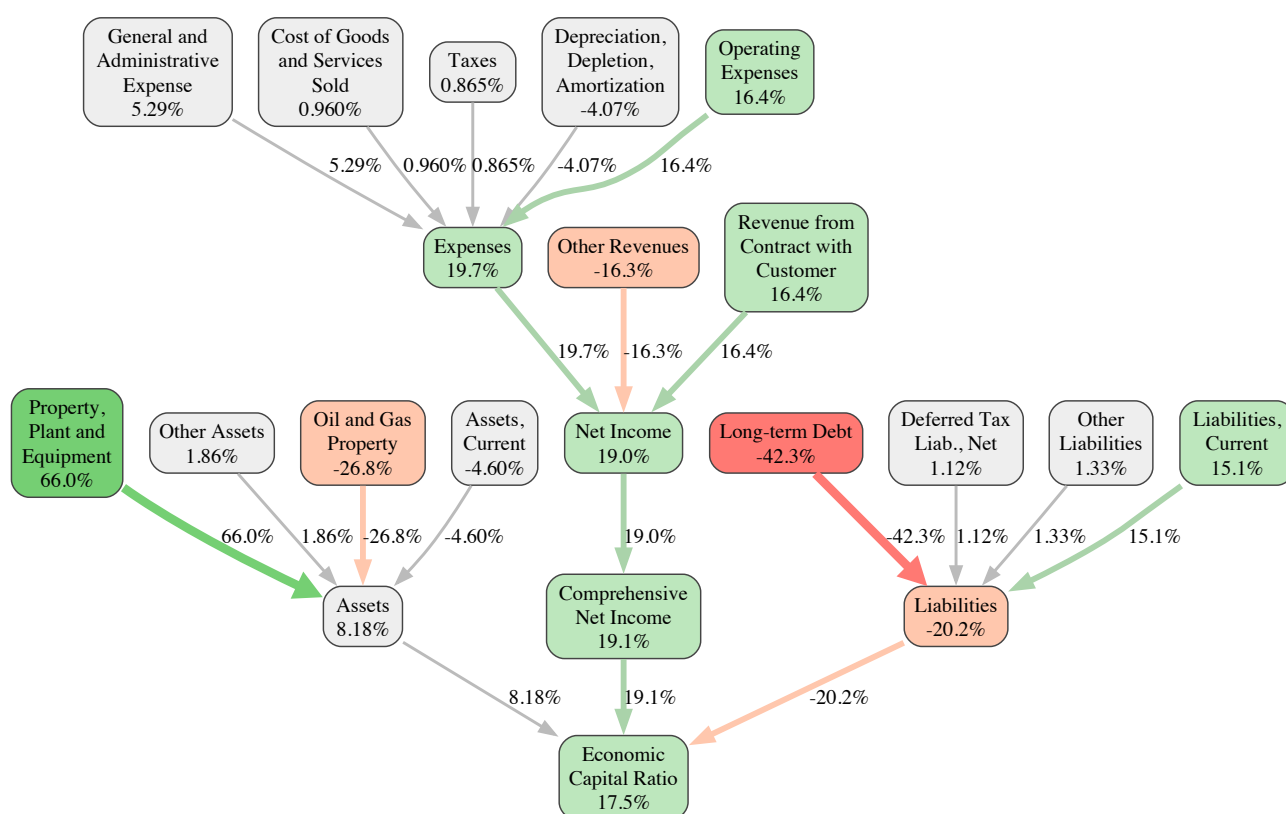 General and
Administrative
Expense
5.29%
Cost of Goods
and Services
Sold
0.960%
Taxes
0.865%
Depreciation,
Depletion,
Amortization
-4.07%
Operating
Expenses
16.4%
5.29%
0.960%
0.865%
-4.07%
16.4%
Expenses
19.7%
Other Revenues
-16.3%
Revenue from
Contract with
Customer
16.4%
19.7%
-16.3%
16.4%
Property,
Plant and
Equipment
66.0%
Other Assets
1.86%
Oil and Gas
Property
-26.8%
Assets,
Current
-4.60%
Net Income
19.0%
Long-term Debt
-42.3%
Deferred Tax
Liab., Net
1.12%
Other
Liabilities
1.33%
Liabilities,
Current
15.1%
66.0%
1.86%
-26.8%
-4.60%
19.0%
-42.3%
1.12%
1.33%
15.1%
Assets
8.18%
Comprehensive
Net Income
19.1%
Liabilities
-20.2%
8.18%
19.1%
-20.2%
Economic
Capital Ratio
17.5%